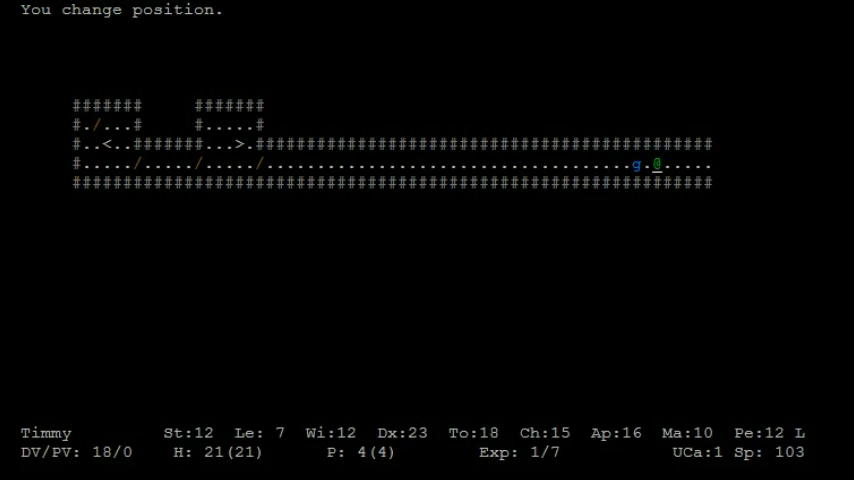 You change position.
#######     #######
#./...#     #.....#
#..<..#######...>.#############################################
#...../...../...../....................................g.@.....
###############################################################
Timmy St:12 Le: 7 Wi:12 Dx:23 To:18 Ch:15 Ap:16 Ma:10 Pe:12 L
DV/PV: 18/0 H: 21(21) P: 4(4) Exp: 1/7 UCa:1 Sp: 103